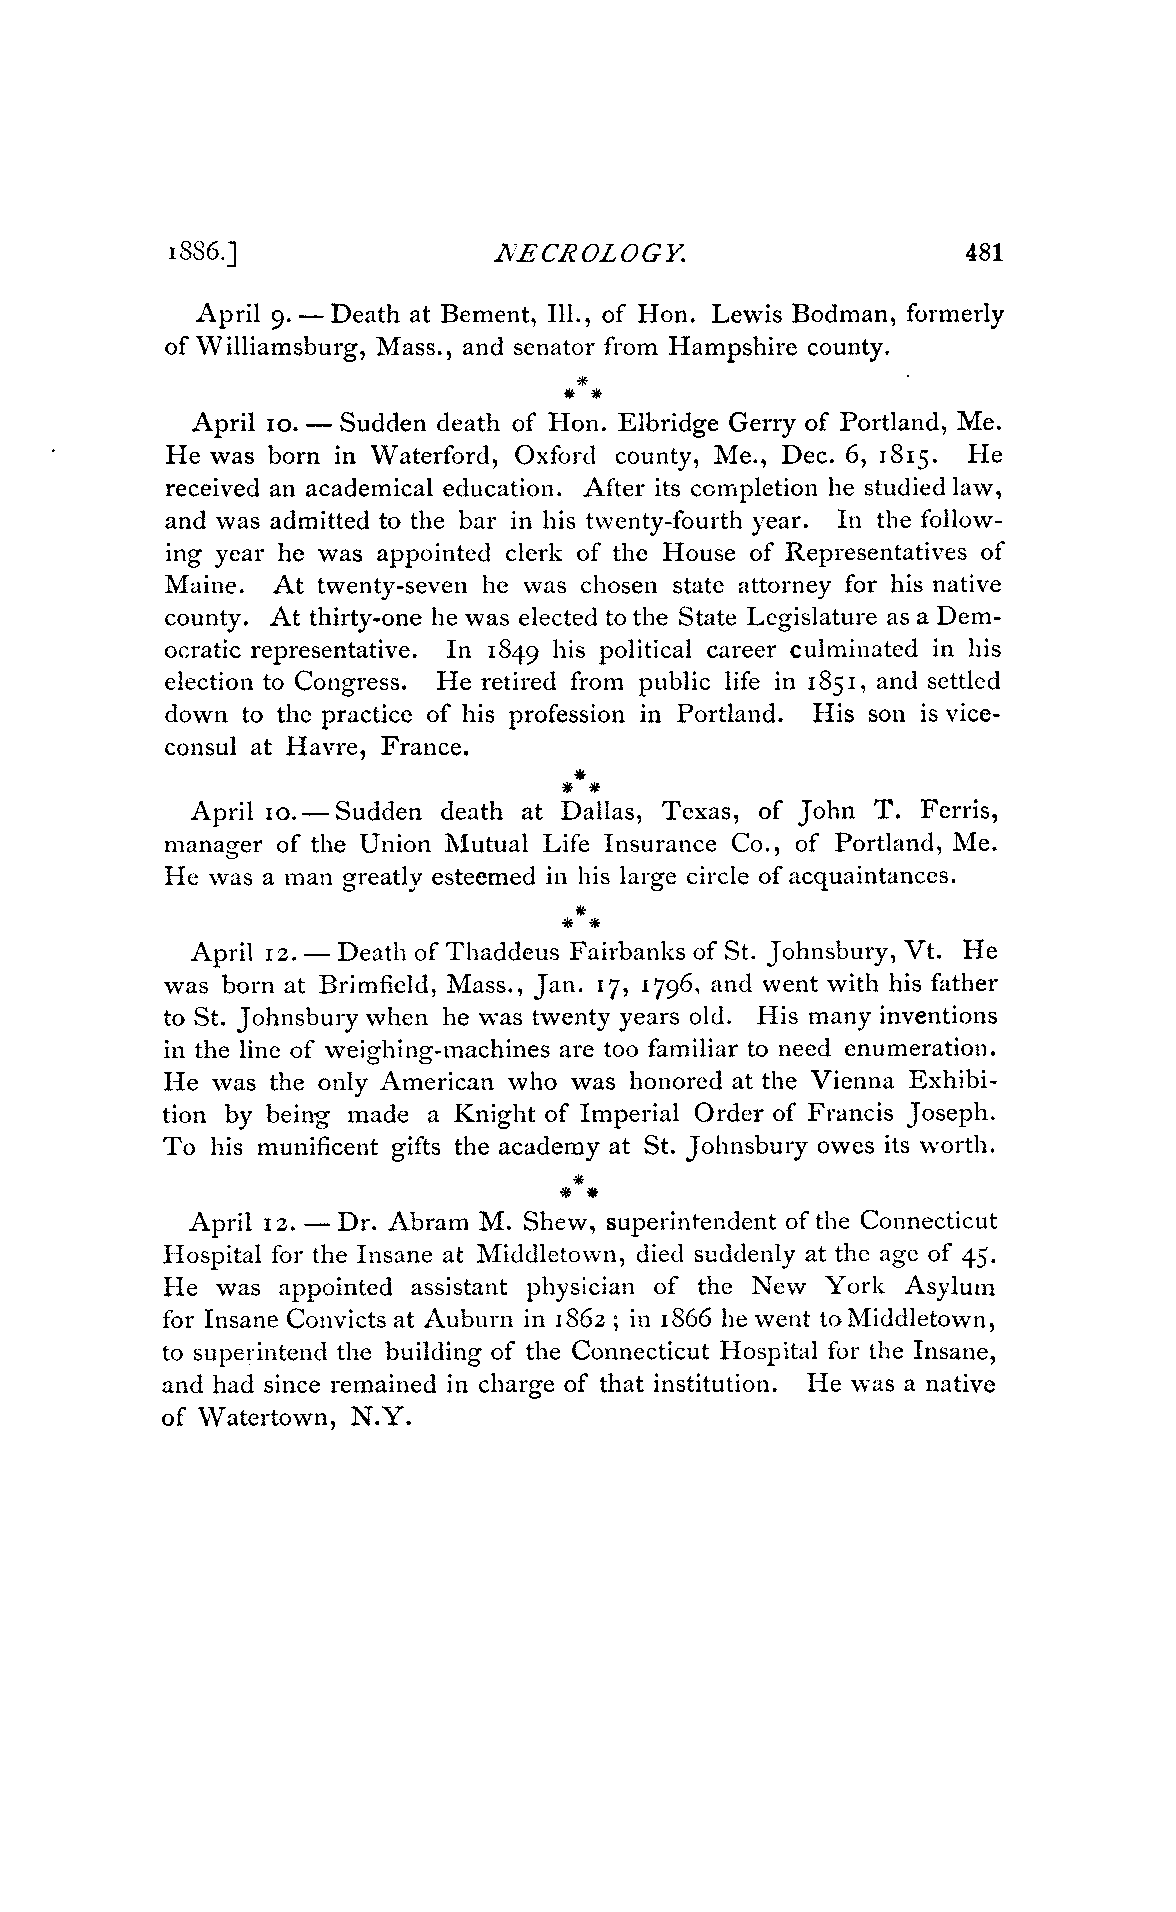 1886.] NECROLOGY. 481
April 9. — Death at Bement, Ill., of Hon. Lewis Bodman, formerly
of Williamsburg, Mass., and senator from Hampshire county.
***
April 10. — Sudden death of Hon. Elbridge Gerry of Portland, Me.
He was born in Waterford, Oxford county, Me., Dec. 6, 1815. He
received an academical education. After its completion he studied law,
and was admitted to the bar in his twenty-fourth year. In the follow-
ing year he was appointed clerk of the House of Representatives of
Maine. At twenty-seven he was chosen state attorney for his native
county. At thirty-one he was elected to the State Legislature as a Dem-
ocratic representative. In 1849 his political career culminated in his
election to Congress. He retired from public life in 1851, and settled
down to the practice of his profession in Portland. His son is vice-
consul at Havre, France.
***
April 10. — Sudden death at Dallas, Texas, of John T. Ferris,
manager of the Union Mutual Life Insurance Co., of Portland, Me.
He was a man greatly esteemed in his large circle of acquaintances.
***
April 12. — Death of Thaddeus Fairbanks of St. Johnsbury, Vt. He
was born at Brimfield, Mass., Jan. 17, 1796, and went with his father
to St. Johnsbury when he was twenty years old. His many inventions
in the line of weighing-machines are too familiar to need enumeration.
He was the only American who was honored at the Vienna Exhibi-
tion by being made a Knight of Imperial Order of Francis Joseph.
To his munificent gifts the academy at St. Johnsbury owes its worth.
***
April 12. — Dr. Abram M. Shew, superintendent of the Connecticut
Hospital for the Insane at Middletown, died suddenly at the age of 45.
He was appointed assistant physician of the New York Asylum
for Insane Convicts at Auburn in 1862 ; in 1866 he went to Middletown,
to superintend the building of the Connecticut Hospital for the Insane,
and had since remained in charge of that institution. He was a native
of Watertown, N.Y.